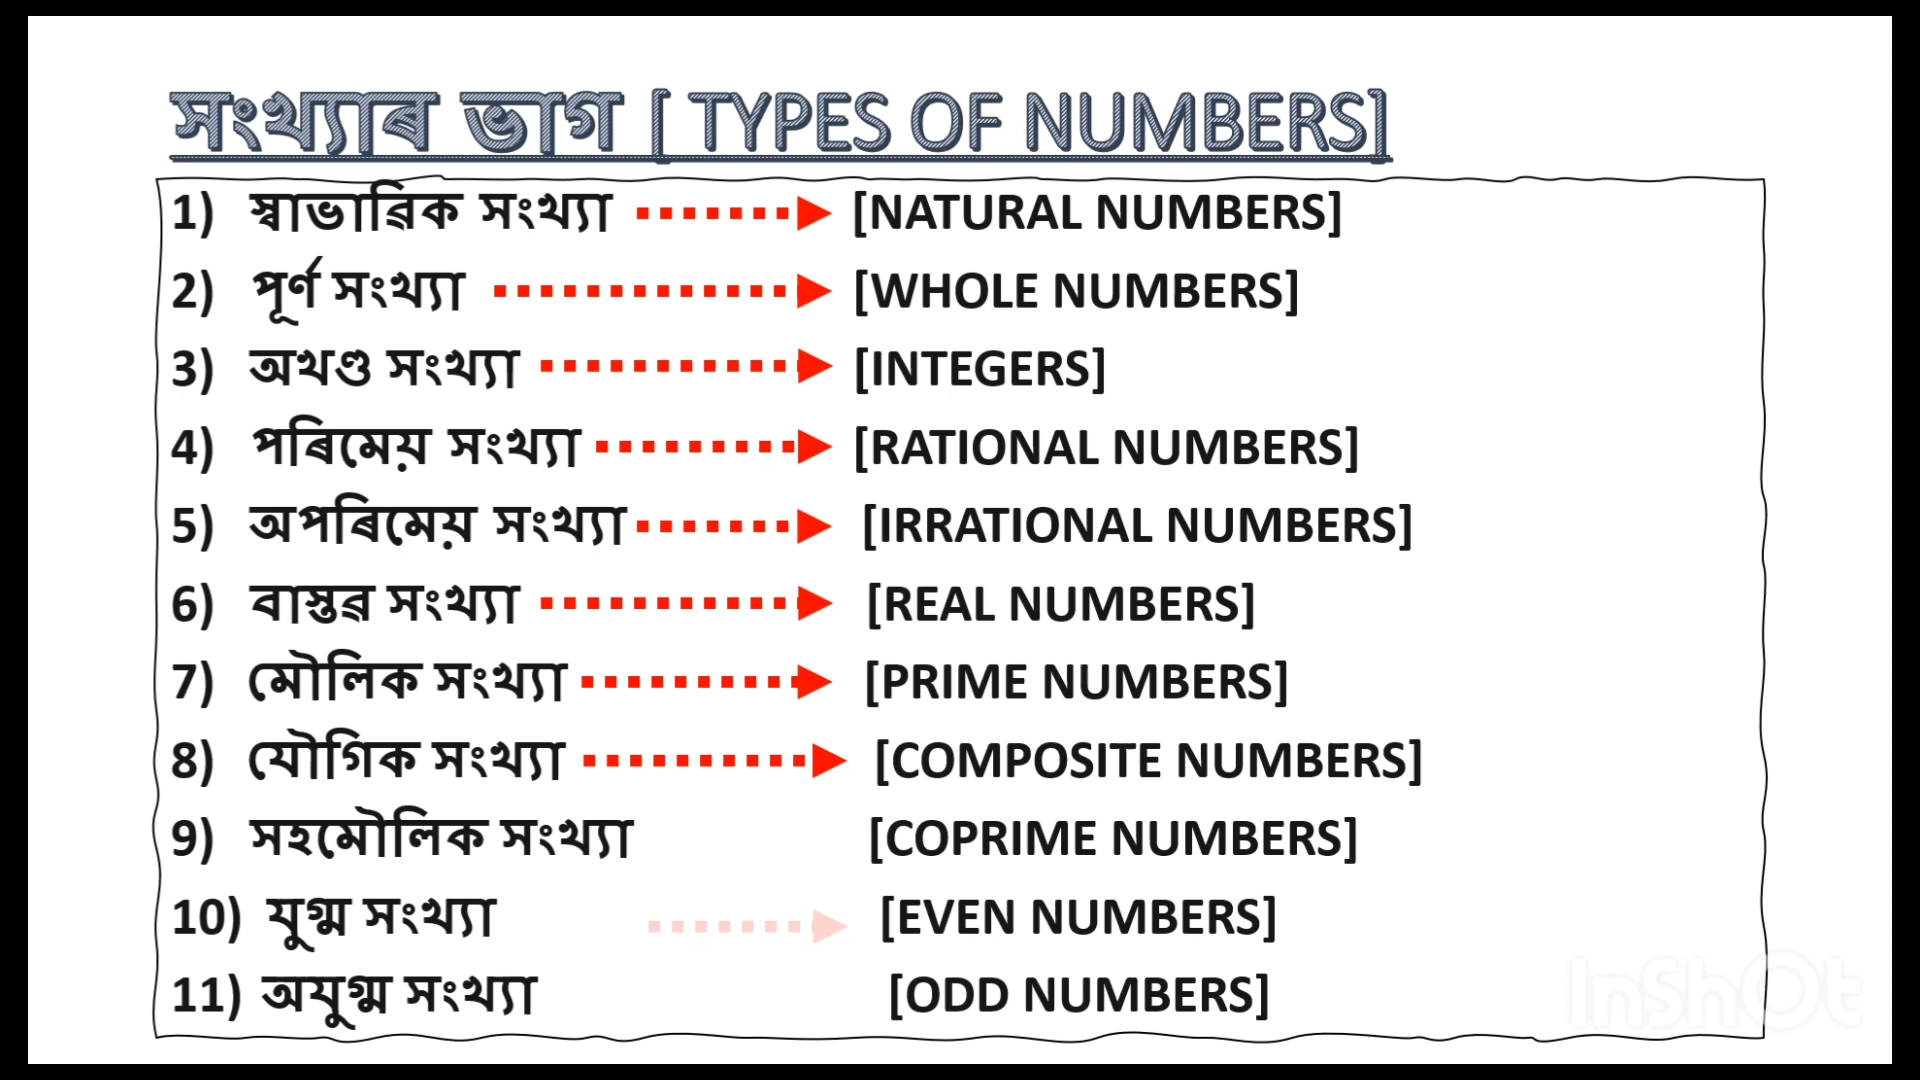 সংখ্যাৰ ভাগ [ TYPES OF NUMBERS]
1) স্বাভাৱিক সংখ্যা [NATURAL NUMBERS]
2) পূৰ্ণ সংখ্যা [WHOLE NUMBERS]
3) অখণ্ড সংখ্যা [INTEGERS]
4) পৰিমেয় সংখ্যা [RATIONAL NUMBERS]
5) অপৰিমেয় সংখ্যা [IRRATIONAL NUMBERS]
6) বাস্তৱ সংখ্যা [REAL NUMBERS]
7) মৌলিক সংখ্যা [PRIME NUMBERS]
8) যৌগিক সংখ্যা [COMPOSITE NUMBERS]
9) সহমৌলিক সংখ্যা [COPRIME NUMBERS]
10) যুগ্ম সংখ্যা [EVEN NUMBERS]
11) অযুগ্ম সংখ্যা [ODD NUMBERS]
InShOt